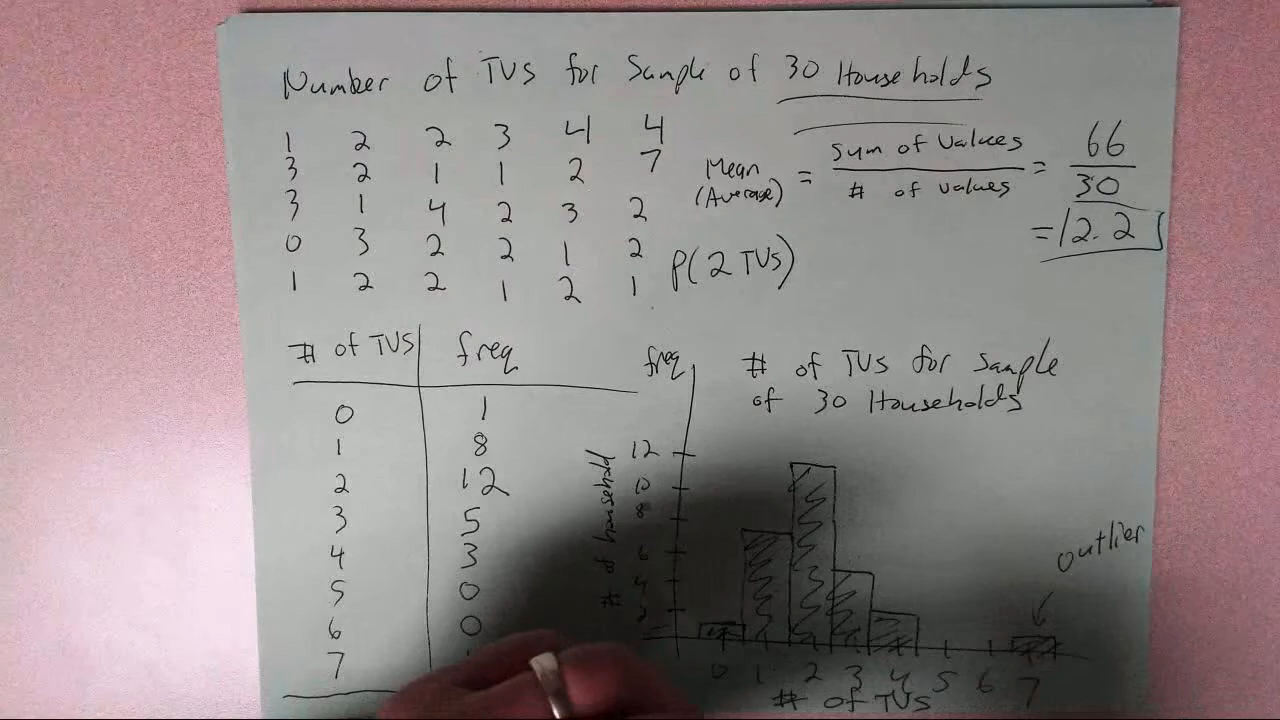 Number of TVs for Sample of 30 Households
1 2 2 3 4 4
3 2 1 1 2 7
3 1 4 2 3 2
0 3 2 2 1 2
1 2 2 1 2 1
Mean (Average) = sum of values / # of values = 66 / 30
= 2.2
P(2 TVs)
# of TVs freq
0 1
1 8
2 12
3 5
4 3
5 0
6 0
7
# of TVs for Sample
of 30 Households
freq
# of household
12
10
8
6
4
2
outlier
0 1 2 3 4 5 6 7
# of TVs